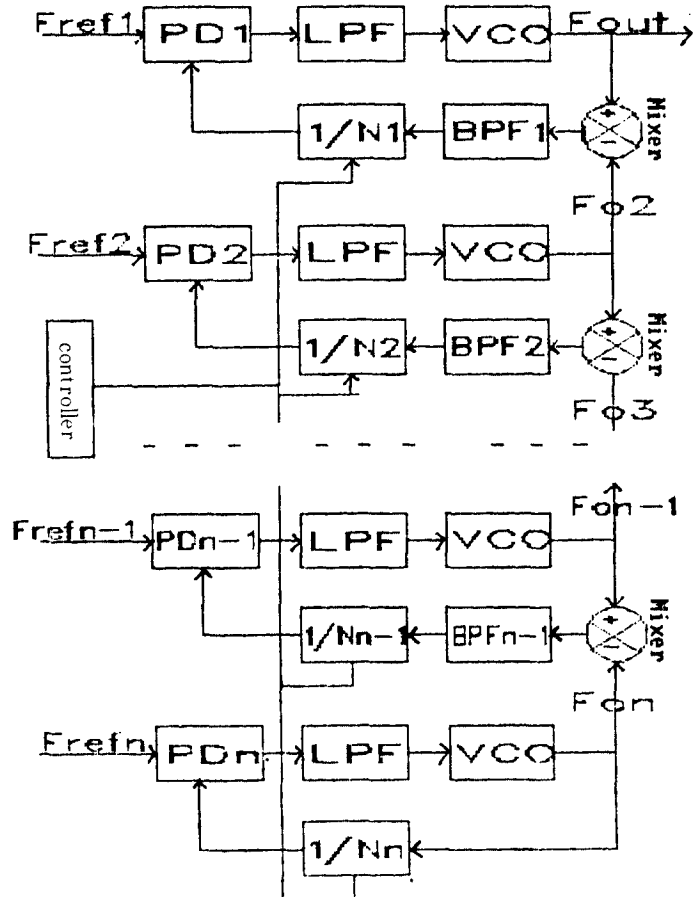 Fref1 PD1 LPF VCO Fout
1/N1 BPF1 + - Mixer
Fo2
Fref2 PD2 LPF VCO
1/N2 BPF2 + - Mixer
controller
Fo3
Fon-1
Frefn-1 PDn-1 LPF VCO
1/Nn-1 BPFn-1 + - Mixer
Fon
Frefn PDn LPF VCO
1/Nn